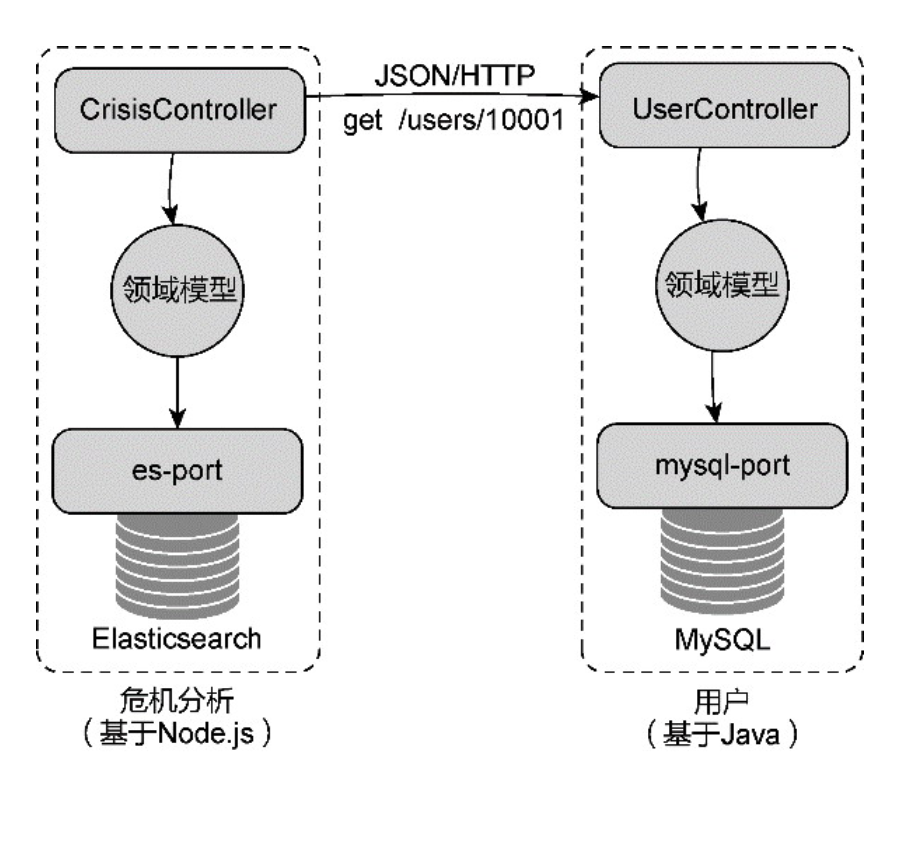 JSON/HTTP
CrisisController
get /users/10001
UserController
领域模型
领域模型
es-port
mysql-port
Elasticsearch
MySQL
危机分析
（基于Node.js）
用户
（基于Java）